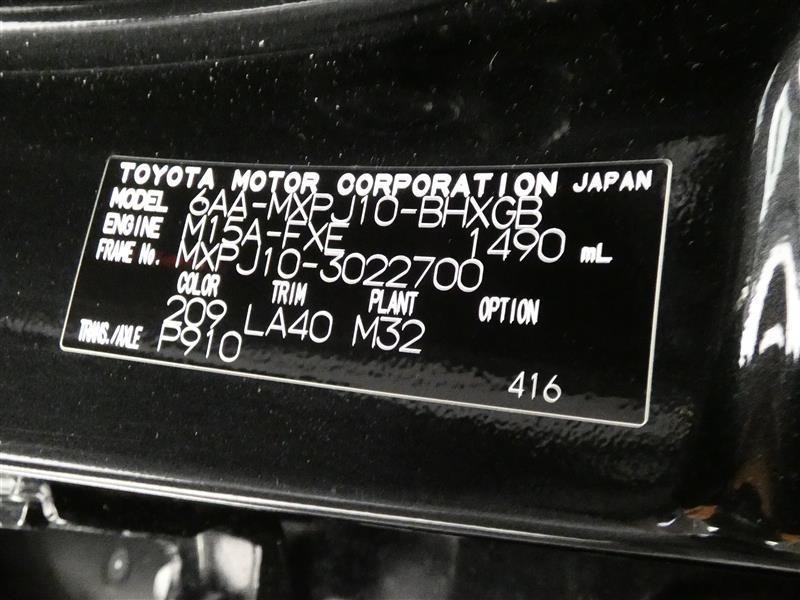 TOYOTA MOTOR CORPORATION JAPAN
MODEL 6AA-MXPJ10-BHXGB
ENGINE M15A-FXE 1490 mL
FRAME No. MXPJ10-3022700
COLOR TRIM PLANT OPTION
209 LA40 M32
TRANS./AXLE P910
416